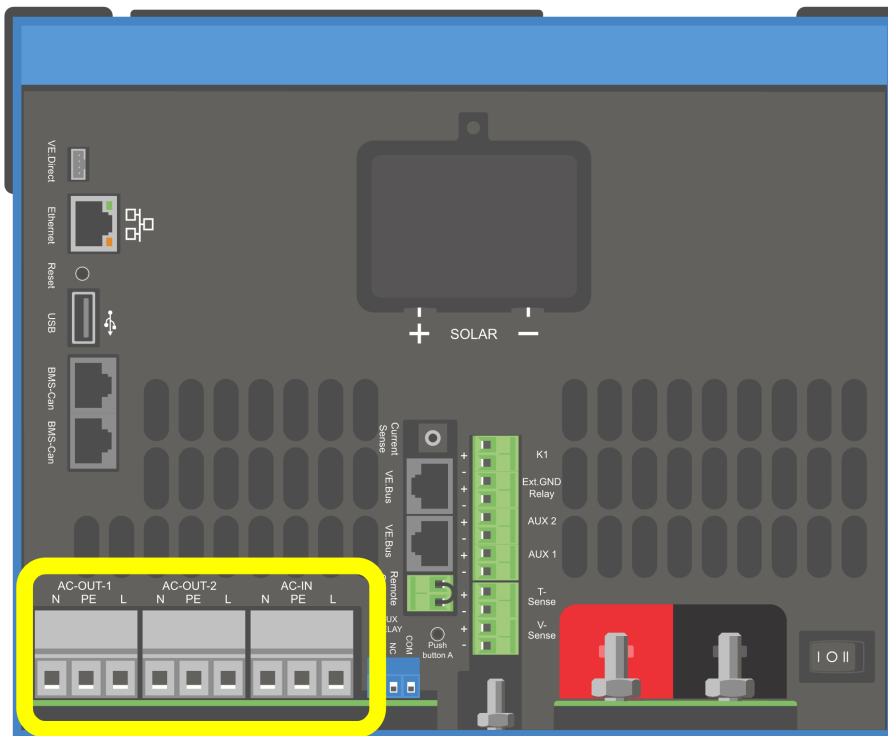 VE.Direct
Ethernet
Reset
USB
BMS-Can
BMS-Can
+ SOLAR −
Current
Sense
VE.Bus
VE.Bus
Remote
Push
button A
NC
COM
+
-
+
-
+
-
+
-
+
-
+
-
K1
Ext.GND
Relay
AUX 2
AUX 1
T-
Sense
V-
Sense
AC-OUT-1
N PE L
AC-OUT-2
N PE L
AC-IN
N PE L
I O II